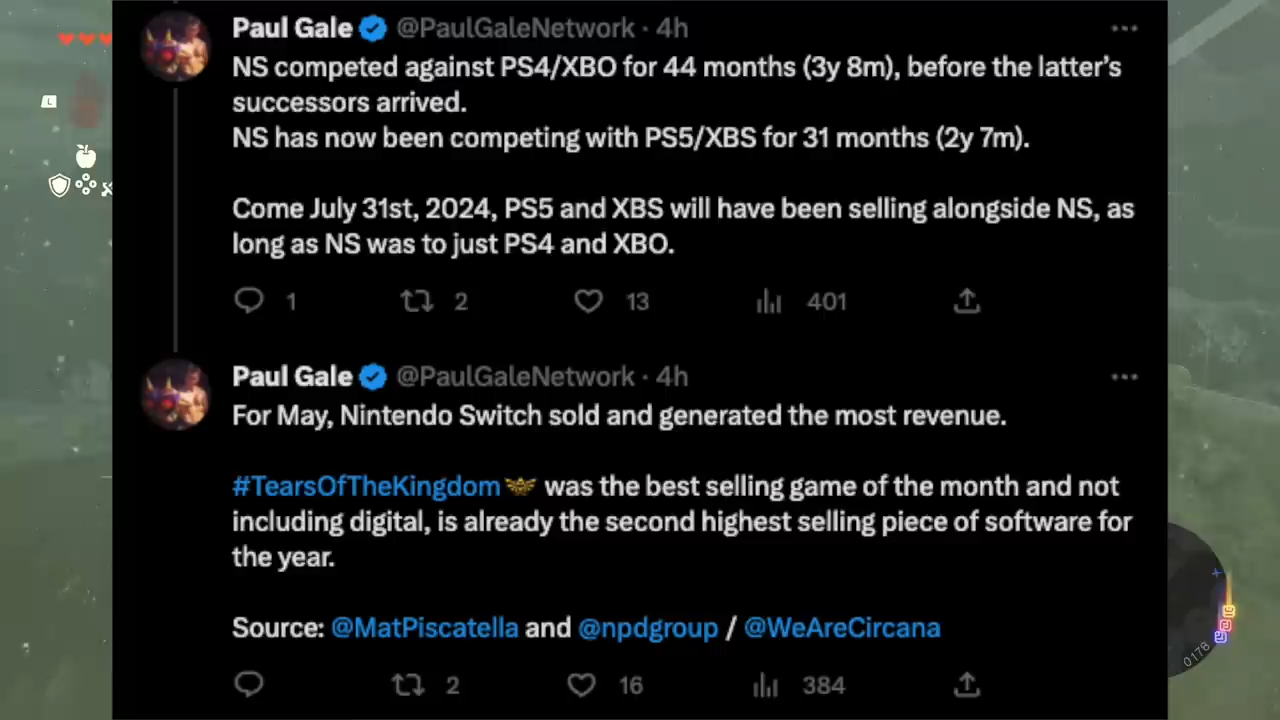 Paul Gale @PaulGaleNetwork · 4h
NS competed against PS4/XBO for 44 months (3y 8m), before the latter's
successors arrived.
NS has now been competing with PS5/XBS for 31 months (2y 7m).
Come July 31st, 2024, PS5 and XBS will have been selling alongside NS, as
long as NS was to just PS4 and XBO.
1 2 13 401
Paul Gale @PaulGaleNetwork · 4h
For May, Nintendo Switch sold and generated the most revenue.
#TearsOfTheKingdom was the best selling game of the month and not
including digital, is already the second highest selling piece of software for
the year.
Source: @MatPiscatella and @npdgroup / @WeAreCircana
2 16 384
L
0178